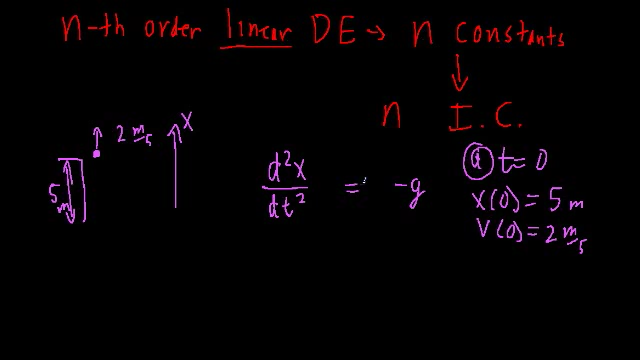 n-th order linear DE → n constants
↓
n I.C.
2 m/s
X
5 m
d²x/dt² = -g
@ t=0
X(0) = 5 m
V(0) = 2 m/s